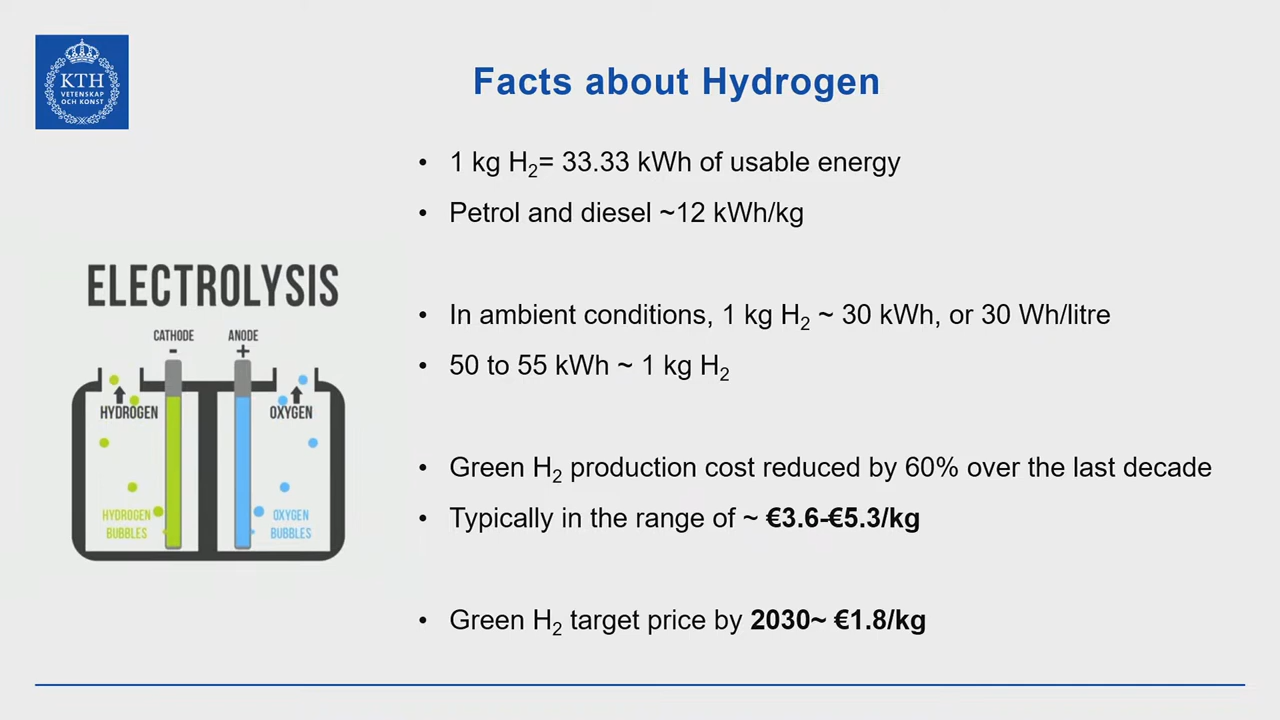 KTH
VETENSKAP
OCH KONST
Facts about Hydrogen
• 1 kg H₂= 33.33 kWh of usable energy
• Petrol and diesel ~12 kWh/kg
• In ambient conditions, 1 kg H₂ ~ 30 kWh, or 30 Wh/litre
• 50 to 55 kWh ~ 1 kg H₂
• Green H₂ production cost reduced by 60% over the last decade
• Typically in the range of ~ €3.6-€5.3/kg
• Green H₂ target price by 2030~ €1.8/kg
ELECTROLYSIS
CATHODE ANODE
- +
HYDROGEN OXYGEN
HYDROGEN OXYGEN
BUBBLES BUBBLES